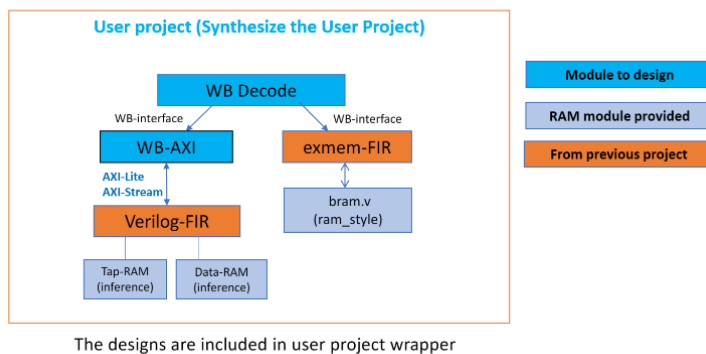 User project (Synthesize the User Project)
WB Decode
WB-interface
WB-interface
WB-AXI
exmem-FIR
AXI-Lite
AXI-Stream
bram.v
(ram_style)
Verilog-FIR
Tap-RAM
(inference)
Data-RAM
(inference)
Module to design
RAM module provided
From previous project
The designs are included in user project wrapper